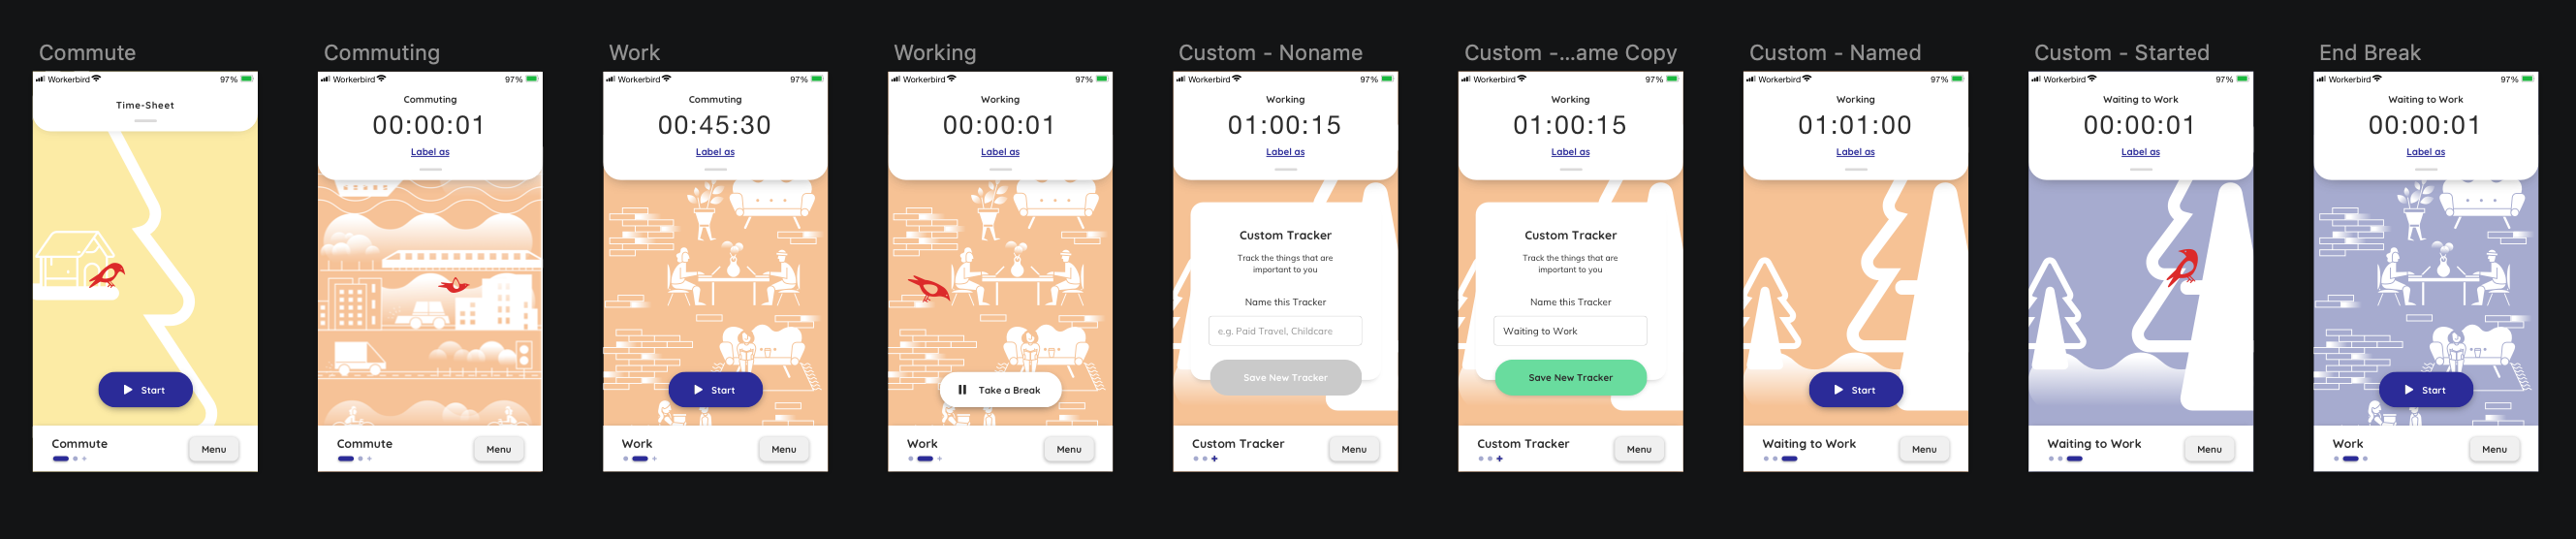 Commute
Workerbird
97%
Time-Sheet
Start
Commute
Menu
Commuting
Workerbird
97%
Commuting
00:00:01
Label as
Commute
Menu
Work
Workerbird
97%
Commuting
00:45:30
Label as
Start
Work
Menu
Working
Workerbird
97%
Working
00:00:01
Label as
Take a Break
Work
Menu
Custom - Noname
Workerbird
97%
Working
01:00:15
Label as
Custom Tracker
Track the things that are
important to you
Name this Tracker
e.g. Paid Travel, Childcare
Save New Tracker
Custom Tracker
Menu
Custom -...ame Copy
Workerbird
97%
Working
01:00:15
Label as
Custom Tracker
Track the things that are
important to you
Name this Tracker
Waiting to Work
Save New Tracker
Custom Tracker
Menu
Custom - Named
Workerbird
97%
Working
01:01:00
Label as
Start
Waiting to Work
Menu
Custom - Started
Workerbird
97%
Waiting to Work
00:00:01
Label as
Waiting to Work
Menu
End Break
Workerbird
97%
Waiting to Work
00:00:01
Label as
Start
Work
Menu